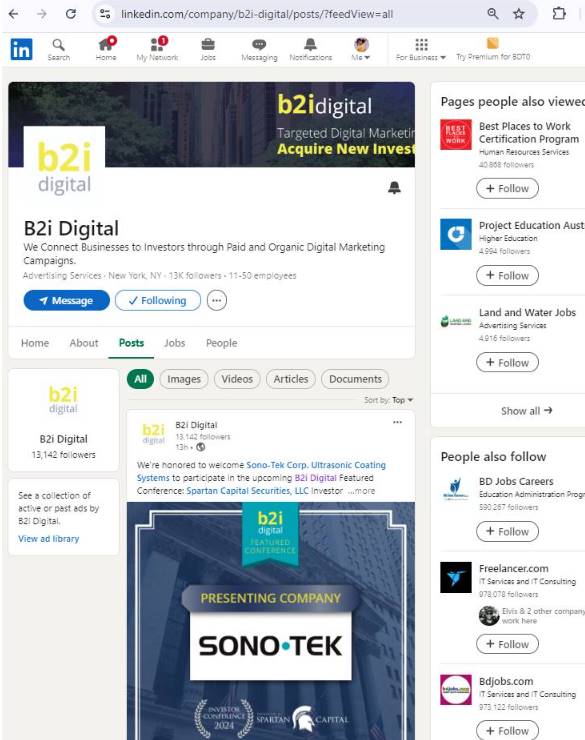 linkedin.com/company/b2i-digital/posts/?feedView=all
in
Search
Home
My Network
1
Jobs
Messaging
Notifications
Me
For Business
Try Premium for BDT0
b2idigital
Targeted Digital Marketin
Acquire New Invest
b2i
digital
B2i Digital
We Connect Businesses to Investors through Paid and Organic Digital Marketing
Campaigns.
Advertising Services · New York, NY · 13K followers · 11-50 employees
Message
Following
Home
About
Posts
Jobs
People
b2i
digital
B2i Digital
13,142 followers
See a collection of
active or past ads by
B2I Digital.
View ad library
All
Images
Videos
Articles
Documents
Sort by: Top
b2i
digital
B2i Digital
13,142 followers
13h •
We're honored to welcome Sono-Tek Corp. Ultrasonic Coating
Systems to participate in the upcoming B2i Digital Featured
Conference: Spartan Capital Securities, LLC Investor ...more
b2i
digital
FEATURED
CONFERENCE
PRESENTING COMPANY
SONO•TEK
INVESTOR
CONFERENCE
2024
SPARTAN
CAPITAL
Pages people also viewed
BEST
PLACES
WORK
Best Places to Work
Certification Program
Human Resources Services
40,868 followers
+ Follow
Project Education Aust
Higher Education
4,994 followers
+ Follow
LAND AND
Land and Water Jobs
Advertising Services
4,916 followers
+ Follow
Show all →
People also follow
BD Jobs Careers
Education Administration Progr
590,267 followers
+ Follow
Freelancer.com
IT Services and IT Consulting
978,078 followers
Elvis & 2 other company
work here
+ Follow
bdjobs.com
Bdjobs.com
IT Services and IT Consulting
973,122 followers
+ Follow